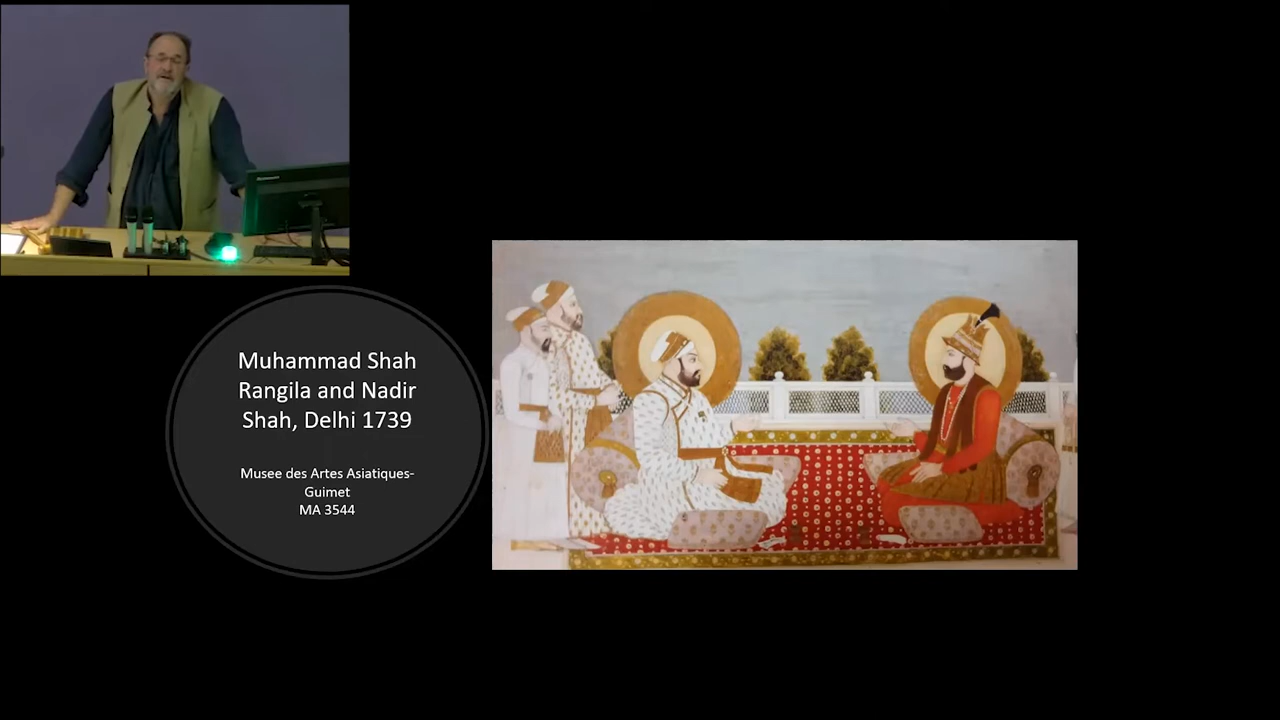 Muhammad Shah
Rangila and Nadir
Shah, Delhi 1739
Musee des Artes Asiatiques-
Guimet
MA 3544